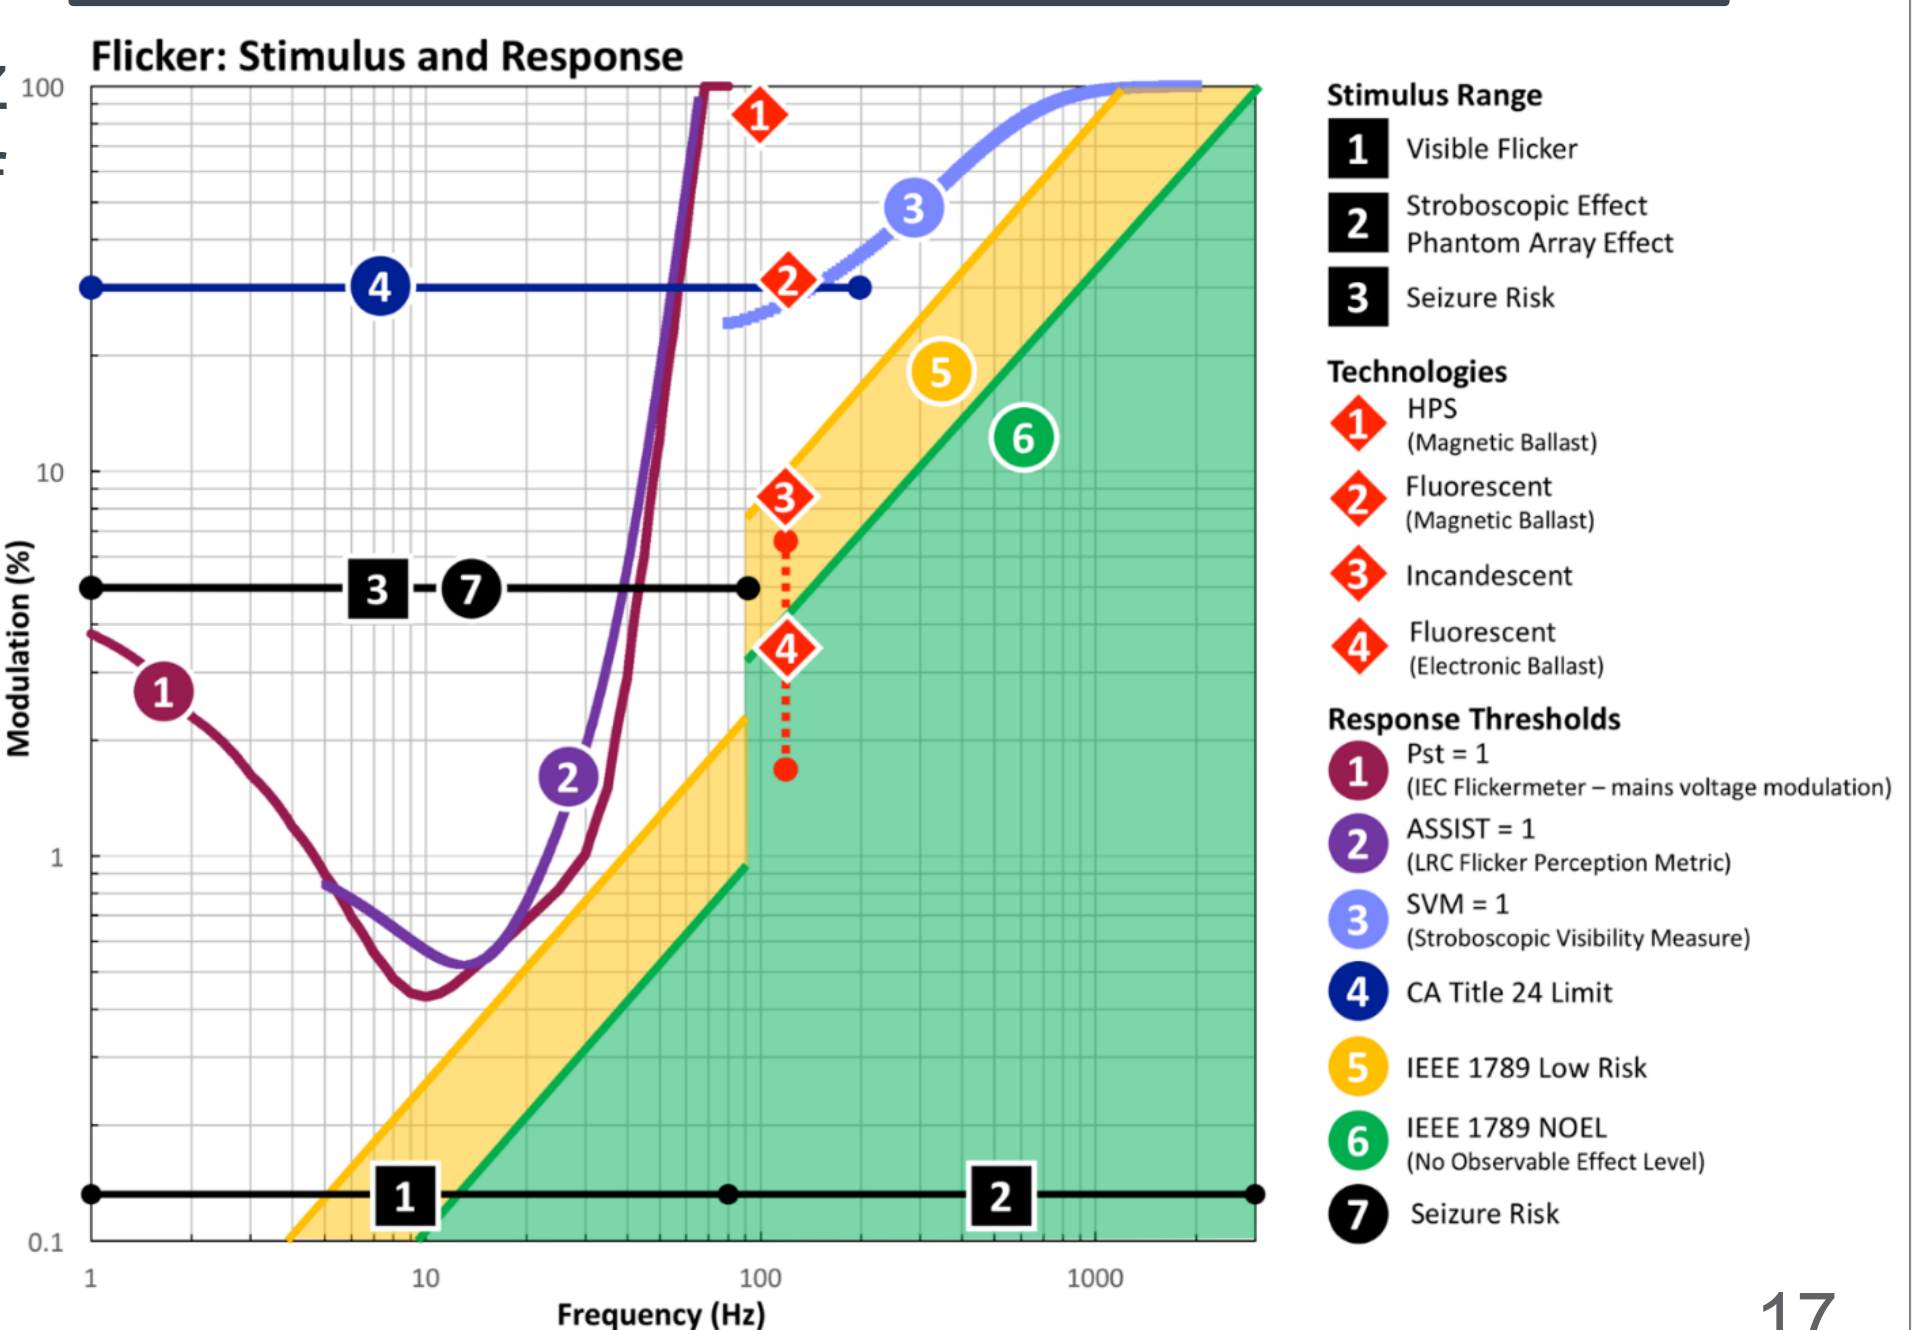 Flicker: Stimulus and Response
100
10
1
0.1
Modulation (%)
1
10
100
1000
Frequency (Hz)
1
2
3
4
5
6
3
7
1
2
1
2
3
4
Stimulus Range
1 Visible Flicker
2 Stroboscopic Effect
Phantom Array Effect
3 Seizure Risk
Technologies
1 HPS
(Magnetic Ballast)
2 Fluorescent
(Magnetic Ballast)
3 Incandescent
4 Fluorescent
(Electronic Ballast)
Response Thresholds
1 Pst = 1
(IEC Flickermeter – mains voltage modulation)
2 ASSIST = 1
(LRC Flicker Perception Metric)
3 SVM = 1
(Stroboscopic Visibility Measure)
4 CA Title 24 Limit
5 IEEE 1789 Low Risk
6 IEEE 1789 NOEL
(No Observable Effect Level)
7 Seizure Risk
17